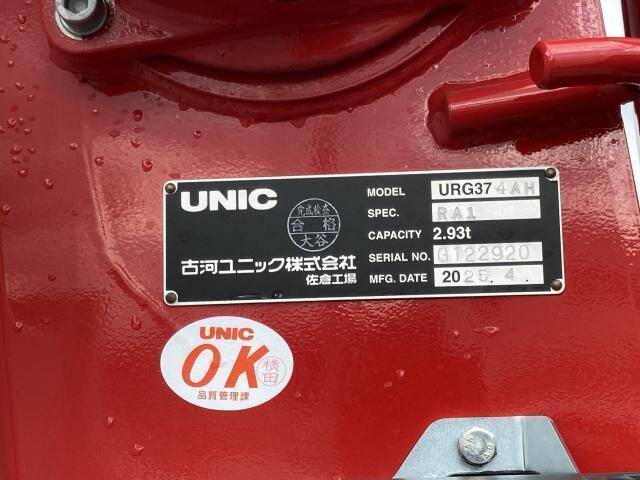 UNIC
完成検査
合格
大谷
古河ユニック株式会社
佐倉工場
MODEL URG374AH
SPEC. RA1
CAPACITY 2.93t
SERIAL NO. G122920
MFG. DATE 2025.4.
UNIC
OK
横田
品質管理課